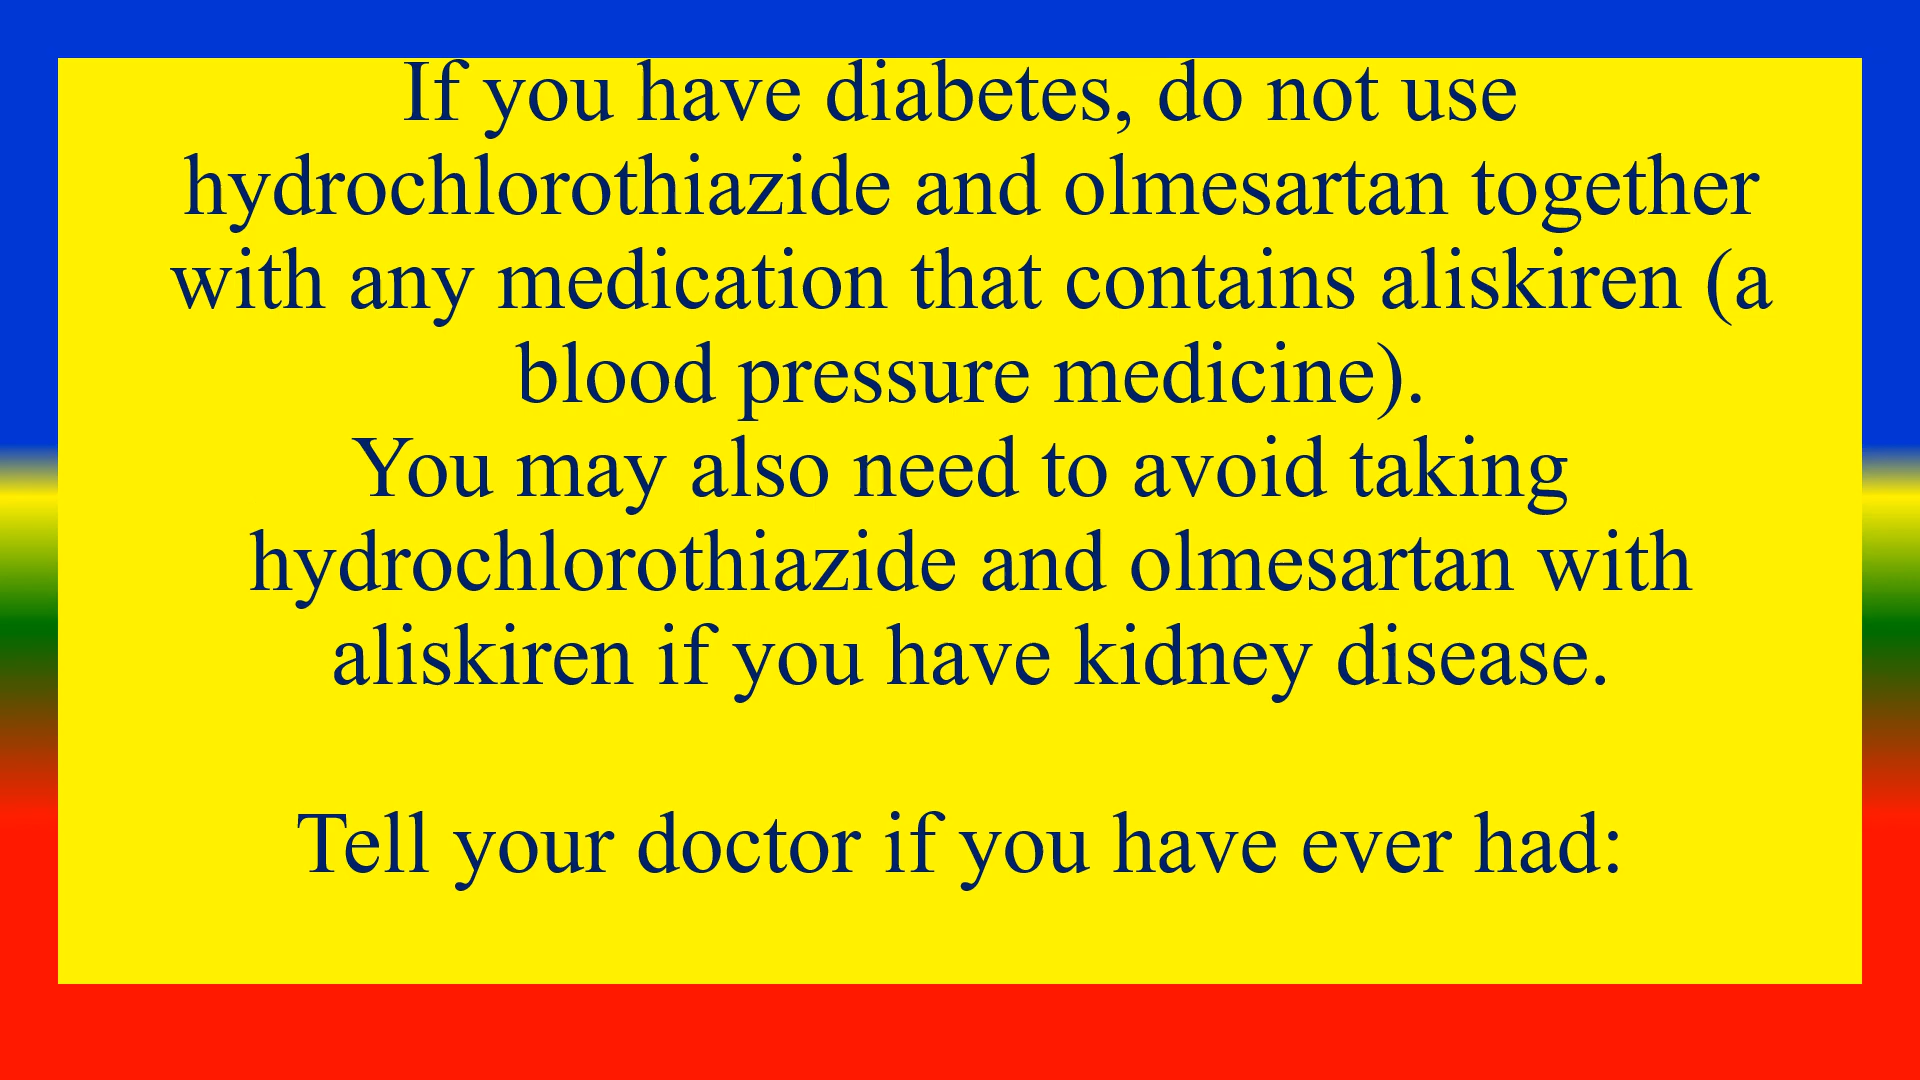 If you have diabetes, do not use
hydrochlorothiazide and olmesartan together
with any medication that contains aliskiren (a
blood pressure medicine).
You may also need to avoid taking
hydrochlorothiazide and olmesartan with
aliskiren if you have kidney disease.
Tell your doctor if you have ever had: